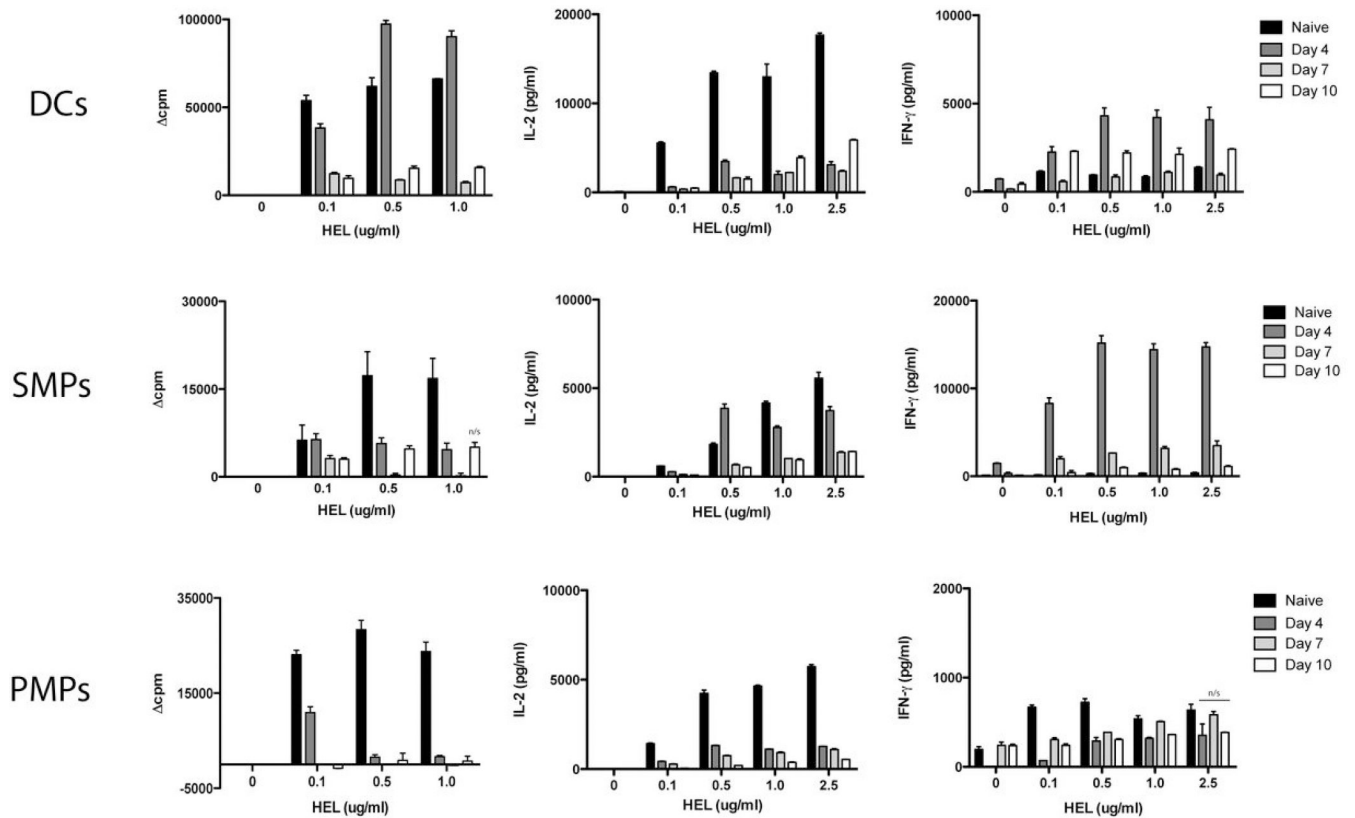 DCs
Δcpm
100000
50000
0
0 0.1 0.5 1.0
HEL (ug/ml)
IL-2 (pg/ml)
20000
10000
0
0 0.1 0.5 1.0 2.5
HEL (ug/ml)
IFN-γ (pg/ml)
10000
5000
0
0 0.1 0.5 1.0 2.5
HEL (ug/ml)
Naive
Day 4
Day 7
Day 10
SMPs
Δcpm
30000
15000
0
n/s
0 0.1 0.5 1.0
HEL (ug/ml)
IL-2 (pg/ml)
10000
5000
0
0 0.1 0.5 1.0 2.5
HEL (ug/ml)
IFN-γ (pg/ml)
20000
10000
0
0 0.1 0.5 1.0 2.5
HEL (ug/ml)
Naive
Day 4
Day 7
Day 10
PMPs
Δcpm
35000
15000
-5000
0 0.1 0.5 1.0
HEL (ug/ml)
IL-2 (pg/ml)
10000
5000
0
0 0.1 0.5 1.0 2.5
HEL (ug/ml)
IFN-γ (pg/ml)
2000
1000
0
n/s
0 0.1 0.5 1.0 2.5
HEL (ug/ml)
Naive
Day 4
Day 7
Day 10